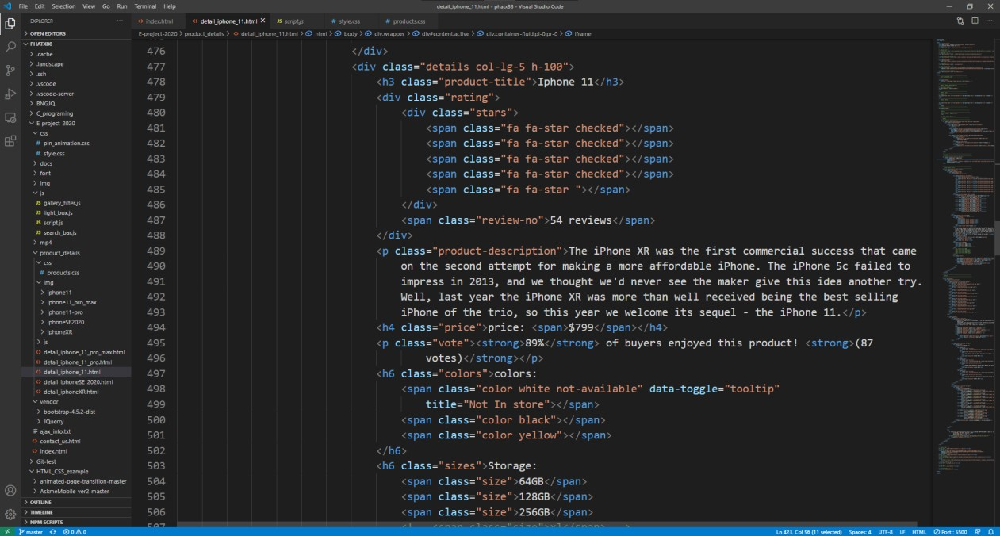 File Edit Selection View Go Run Terminal Help
detail_iphone_11.html - phatx88 - Visual Studio Code
EXPLORER
index.html
detail_iphone_11.html
script.js
style.css
products.css
E-project-2020 > product_details > detail_iphone_11.html > html > body > div.wrapper > div#content.active > div.container-fluid.pl-0.pr-0 > iframe
OPEN EDITORS
PHATX88
.cache
.landscape
.ssh
.vscode
.vscode-server
BNGJQ
C_programing
E-project-2020
css
pin_animation.css
style.css
docs
font
img
js
gallery_filter.js
light_box.js
script.js
search_bar.js
mp4
product_details
css
products.css
img
iphone11
iphone11_pro_max
iphone11-pro
iphoneSE2020
iphoneXR
js
detail_iphone_11_pro_max.html
detail_iphone_11_pro.html
detail_iphone_11.html
detail_iphoneSE_2020.html
detail_iphoneXR.html
vendor
bootstrap-4.5.2-dist
JQuerry
ajax_info.txt
contact_us.html
index.html
Git-test
HTML_CSS_example
animated-page-transition-master
AskmeMobile-ver2-master
OUTLINE
TIMELINE
NPM SCRIPTS
476 </div>
477 <div class="details col-lg-5 h-100">
478 <h3 class="product-title">Iphone 11</h3>
479 <div class="rating">
480 <div class="stars">
481 <span class="fa fa-star checked"></span>
482 <span class="fa fa-star checked"></span>
483 <span class="fa fa-star checked"></span>
484 <span class="fa fa-star checked"></span>
485 <span class="fa fa-star "></span>
486 </div>
487 <span class="review-no">54 reviews</span>
488 </div>
489 <p class="product-description">The iPhone XR was the first commercial success that came
490 on the second attempt for making a more affordable iPhone. The iPhone 5c failed to
491 impress in 2013, and we thought we'd never see the maker give this idea another try.
492 Well, last year the iPhone XR was more than well received being the best selling
493 iPhone of the trio, so this year we welcome its sequel - the iPhone 11.</p>
494 <h4 class="price">price: <span>$799</span></h4>
495 <p class="vote"><strong>89%</strong> of buyers enjoyed this product! <strong>(87
496 votes)</strong></p>
497 <h6 class="colors">colors:
498 <span class="color white not-available" data-toggle="tooltip"
499 title="Not In store"></span>
500 <span class="color black"></span>
501 <span class="color yellow"></span>
502 </h6>
503 <h6 class="sizes">Storage:
504 <span class="size">64GB</span>
505 <span class="size">128GB</span>
506 <span class="size">256GB</span>
master
0 0
Ln 423, Col 56 (11 selected) Spaces: 4 UTF-8 LF HTML Port : 5500